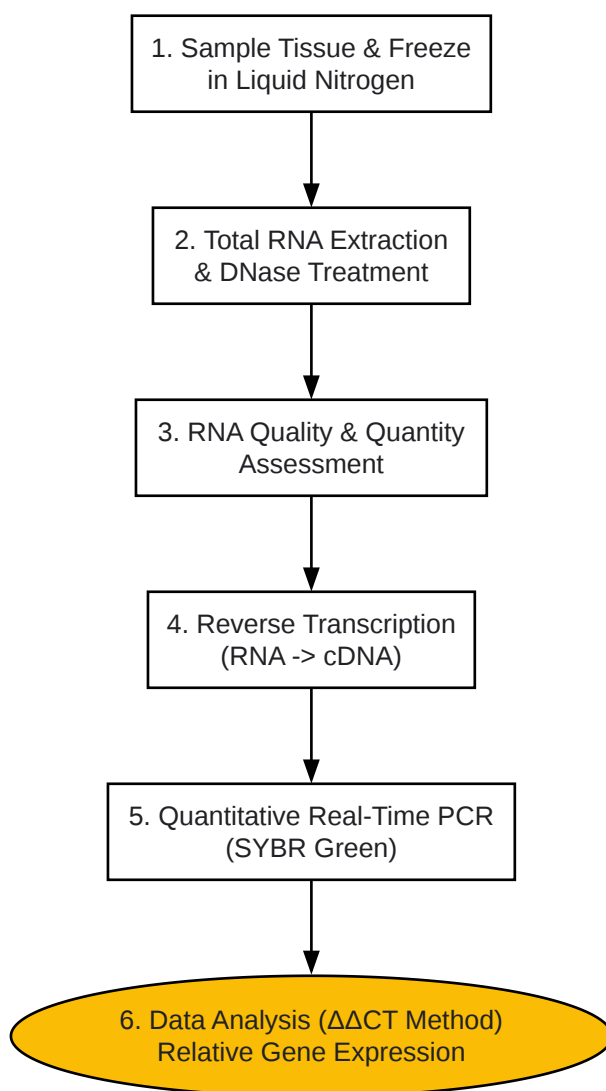 1. Sample Tissue & Freeze
in Liquid Nitrogen
2. Total RNA Extraction
& DNase Treatment
3. RNA Quality & Quantity
Assessment
4. Reverse Transcription
(RNA -> cDNA)
5. Quantitative Real-Time PCR
(SYBR Green)
6. Data Analysis (ΔΔCT Method)
Relative Gene Expression